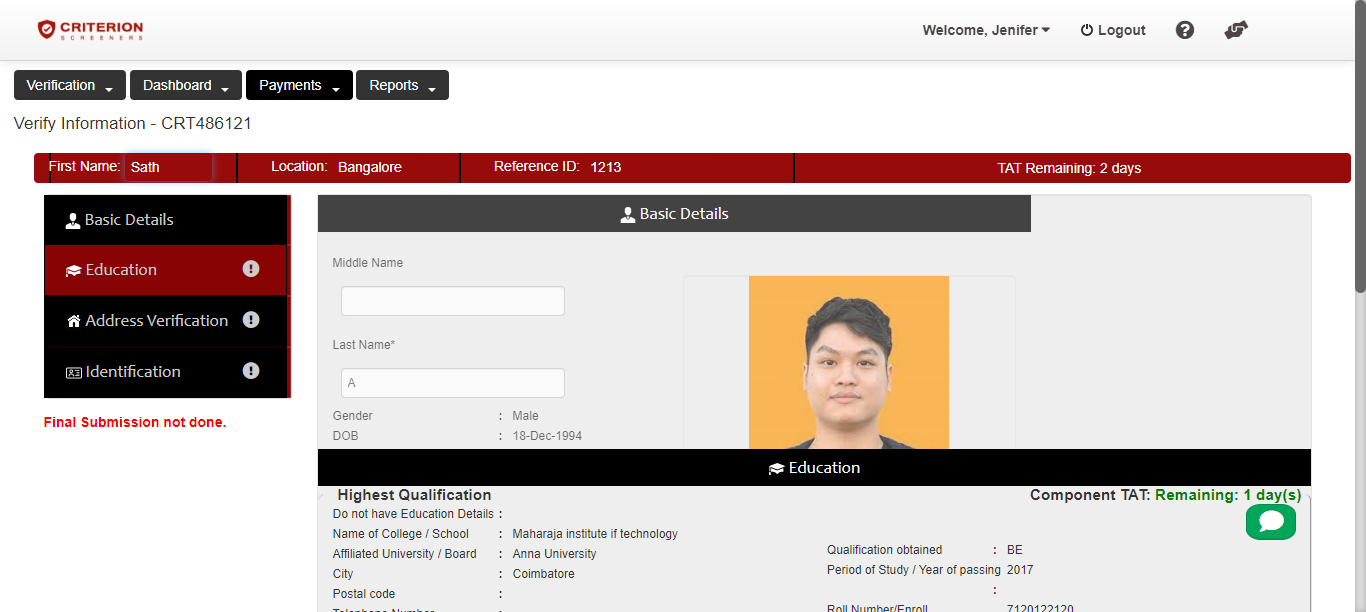 CRITERION
SCREENERS
Welcome, Jenifer
Logout
Verification
Dashboard
Payments
Reports
Verify Information - CRT486121
First Name: Sath
Location: Bangalore
Reference ID: 1213
TAT Remaining: 2 days
Basic Details
Education
Address Verification
Identification
Final Submission not done.
Basic Details
Middle Name
Last Name*
A
Gender : Male
DOB : 18-Dec-1994
Education
Highest Qualification
Component TAT: Remaining: 1 day(s)
Do not have Education Details :
Name of College / School : Maharaja institute if technology
Affiliated University / Board : Anna University
City : Coimbatore
Postal code :
Telephone Number :
Qualification obtained : BE
Period of Study / Year of passing 2017
:
Roll Number/Enroll 7120122120